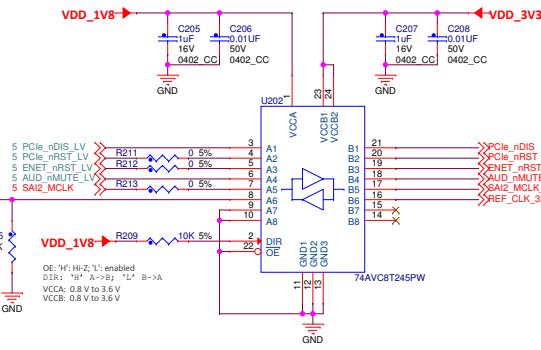 VDD_1V8
VDD_3V3
C205
1uF
16V
0402_CC
C206
0.01UF
50V
0402_CC
C207
1uF
16V
0402_CC
C208
0.01UF
50V
0402_CC
GND
GND
U202
1
23
24
VCCA
VCCB1
VCCB2
5 PCIe_nDIS_LV
5 PCIe_nRST_LV
5 ENET_nRST_LV
5 AUD_nMUTE_LV
5 SAI2_MCLK
R211 0 5%
R212 0 5%
R213 0 5%
3 A1 B1 21 PCIe_nDIS
4 A2 B2 20 PCIe_nRST
5 A3 B3 19 ENET_nRST
6 A4 B4 18 AUD_nMUTE
7 A5 B5 17 SAI2_MCLK
8 A6 B6 16 REF_CLK_3
9 A7 B7 15
10 A8 B8 14
VDD_1V8 R209 10K 5% 2 DIR
22 OE
GND1
GND2
GND3
11
12
13
74AVC8T245PW
OE: 'H': Hi-Z; 'L': enabled
DIR: 'H' A->B; 'L' B->A
VCCA: 0.8 V to 3.6 V
VCCB: 0.8 V to 3.6 V
GND
GND